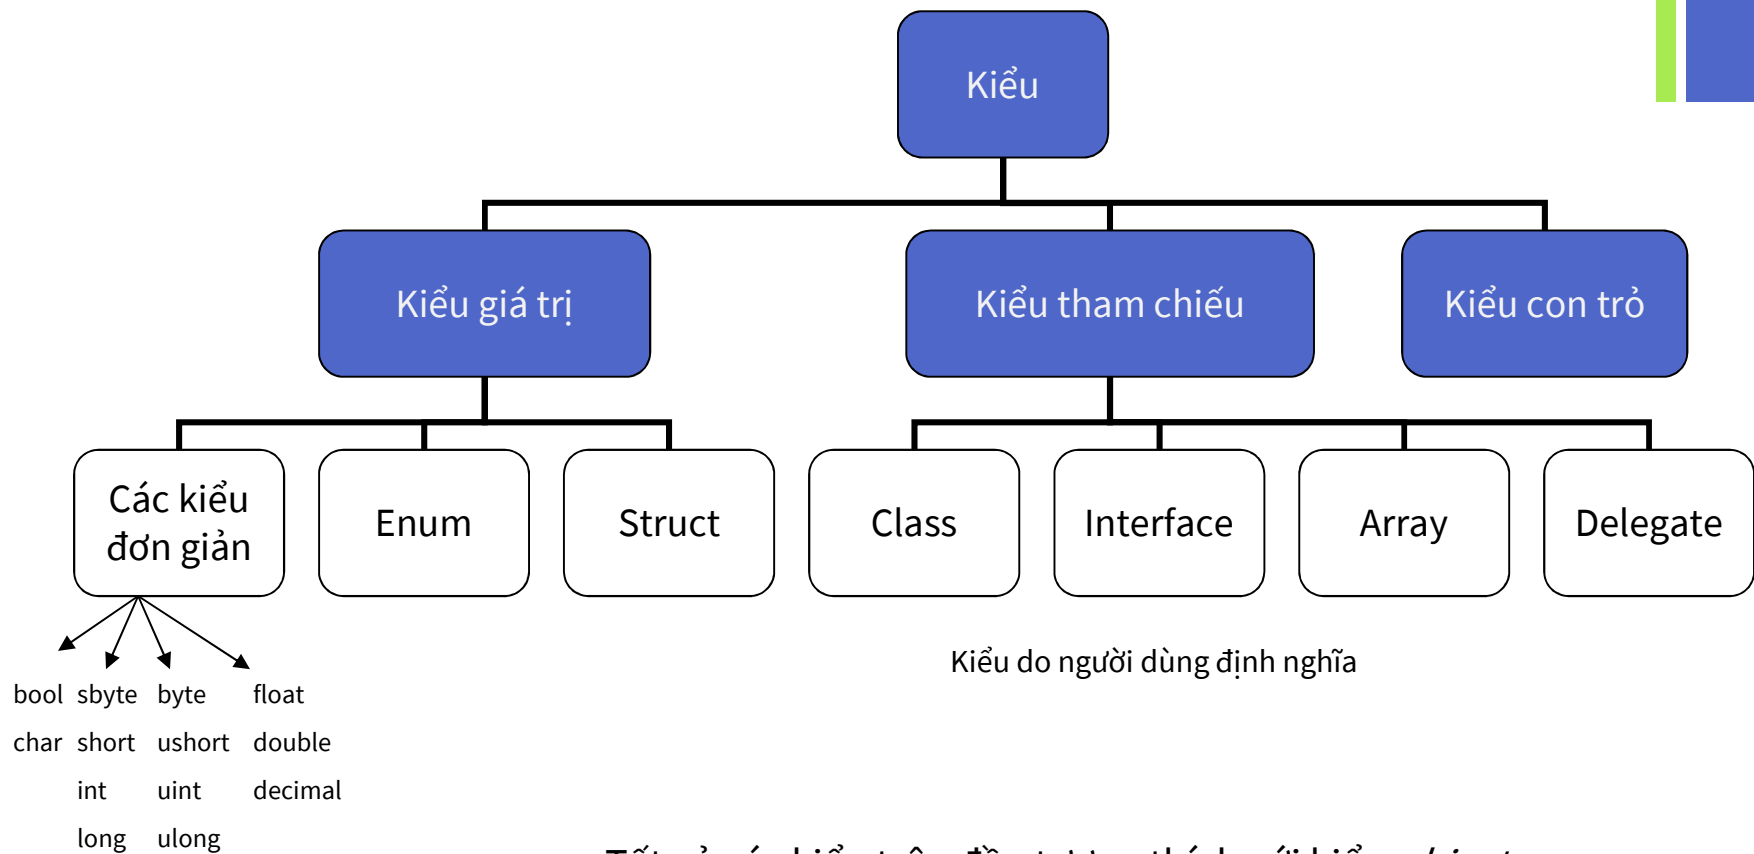 Kiểu
Kiểu giá trị
Kiểu tham chiếu
Kiểu con trỏ
Các kiểu
đơn giản
Enum
Struct
Class
Interface
Array
Delegate
Kiểu do người dùng định nghĩa
bool sbyte byte float
char short ushort double
int uint decimal
long ulong